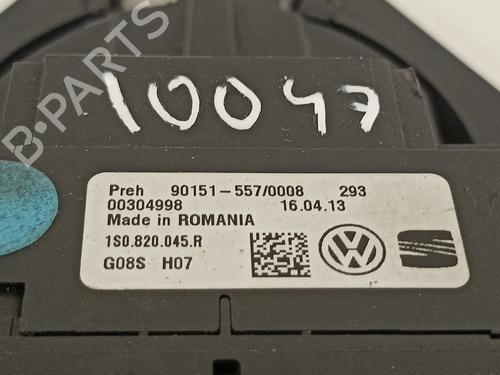 B-PARTS
10047
Preh 90151-557/0008 293
00304998 16.04.13
Made in ROMANIA
1S0.820.045.R
G08S H07